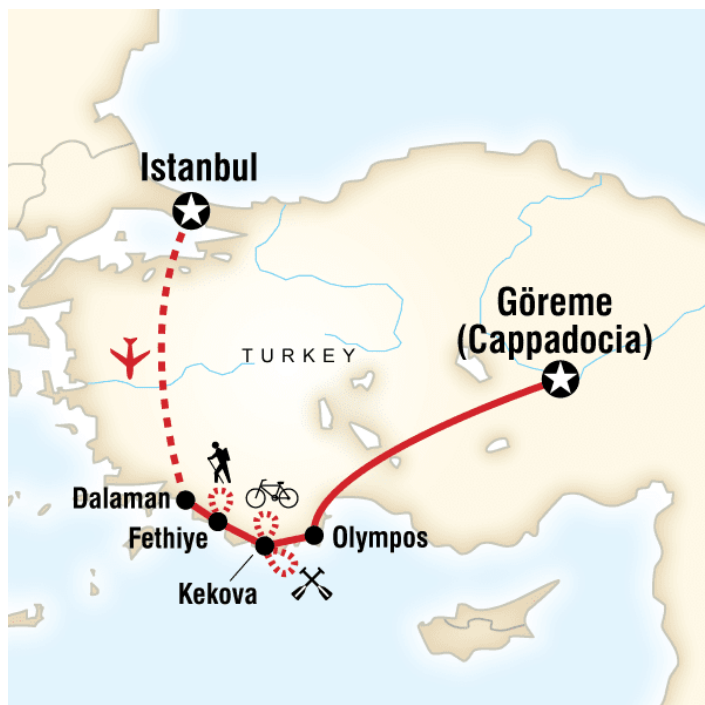 Istanbul
Göreme
(Cappadocia)
TURKEY
Dalaman
Fethiye
Olympos
Kekova